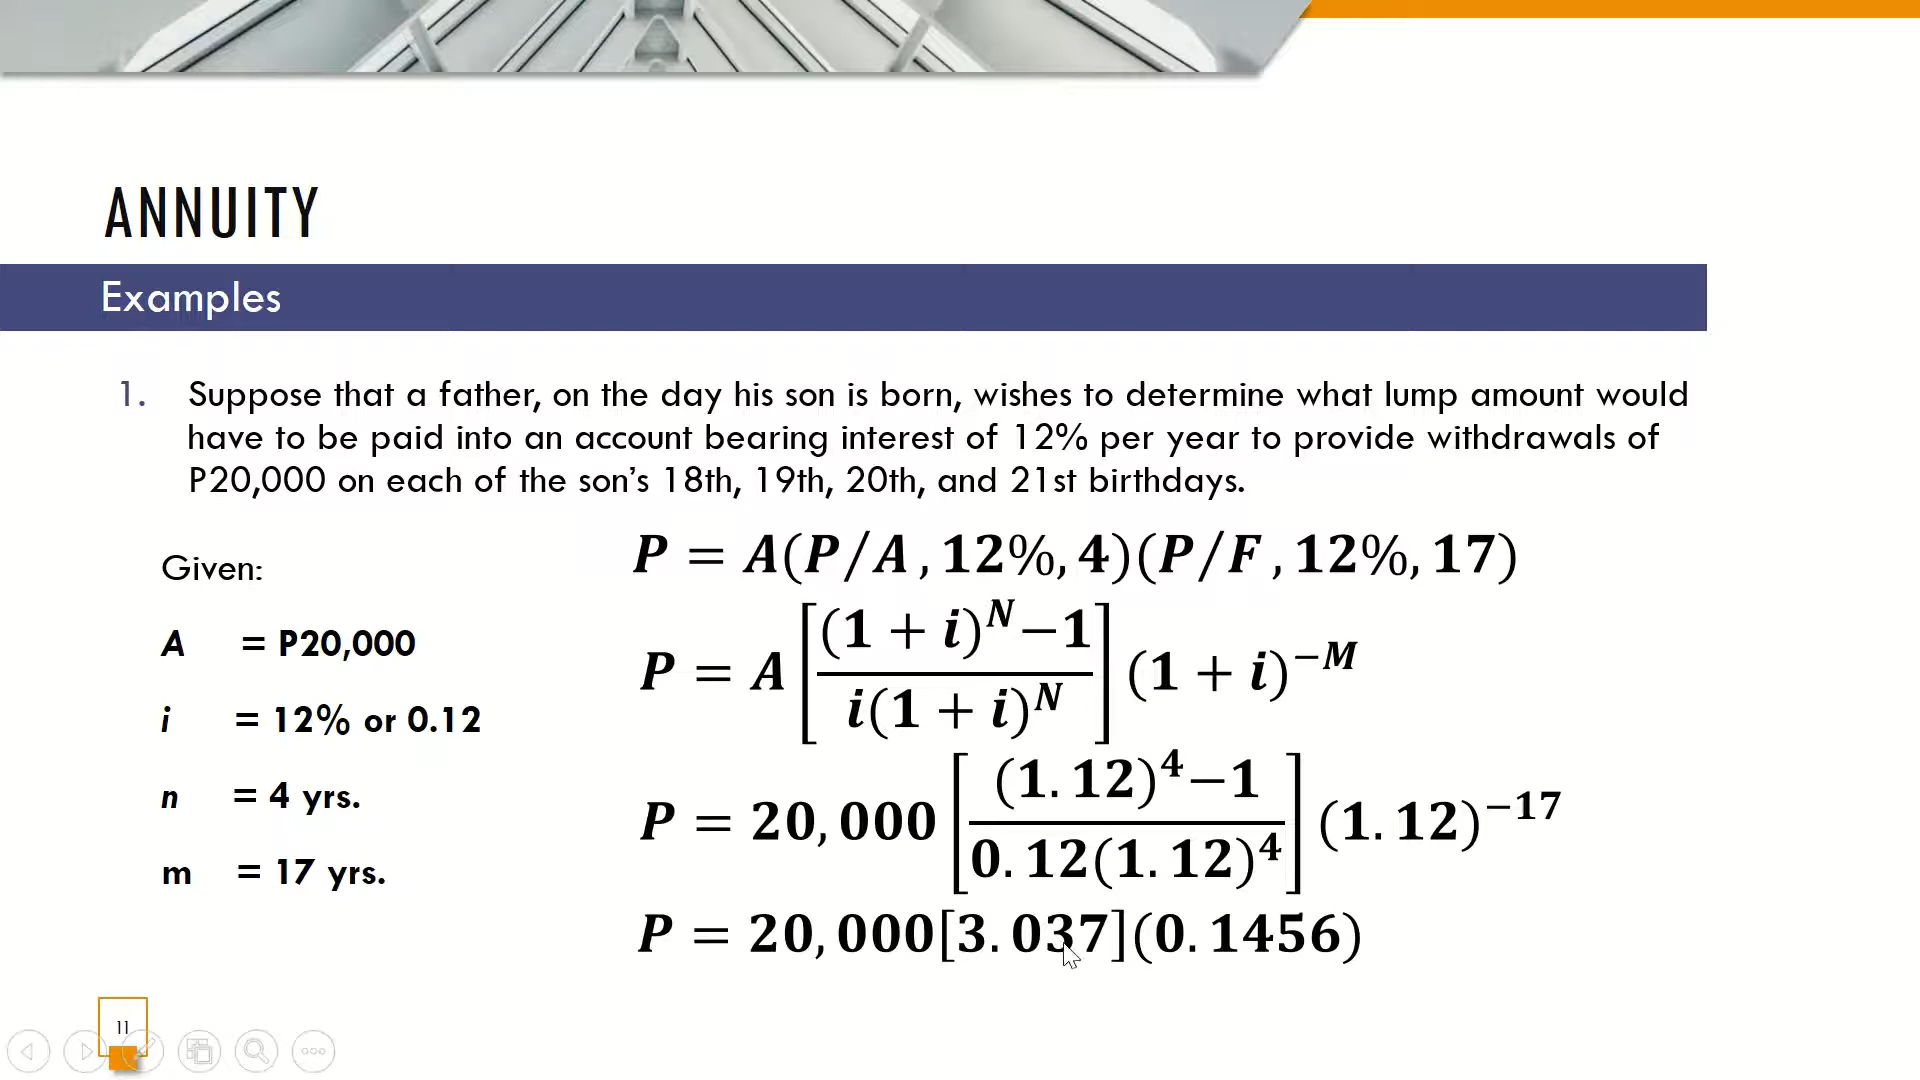 ANNUITY
Examples
1. Suppose that a father, on the day his son is born, wishes to determine what lump amount would
have to be paid into an account bearing interest of 12% per year to provide withdrawals of
P20,000 on each of the son’s 18th, 19th, 20th, and 21st birthdays.
Given:
A = P20,000
i = 12% or 0.12
n = 4 yrs.
m = 17 yrs.
P = A(P/A, 12%, 4)(P/F, 12%, 17)
P = A[((1 + i)^N − 1)/(i(1 + i)^N)](1 + i)^−M
P = 20,000[((1.12)^4 − 1)/(0.12(1.12)^4)](1.12)^−17
P = 20,000[3.037](0.1456)
11